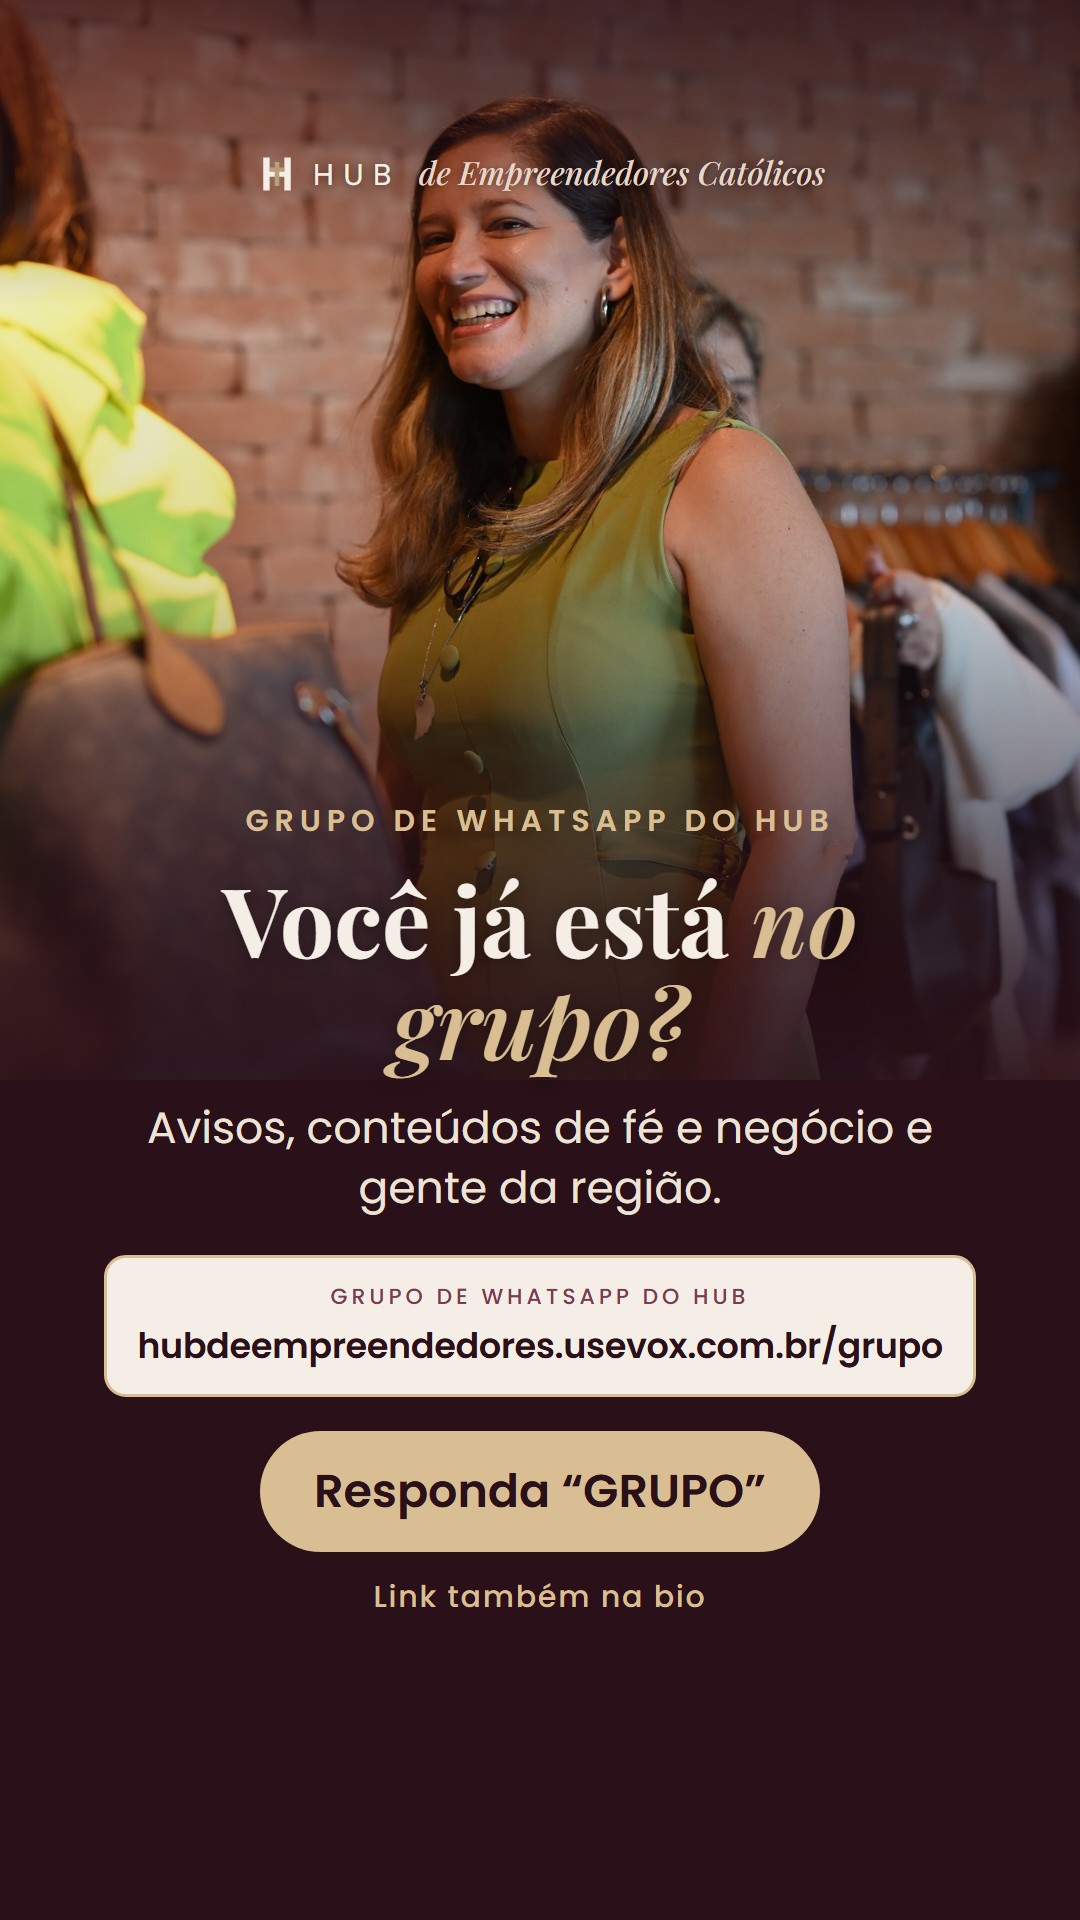 HUB de Empreendedores Católicos
GRUPO DE WHATSAPP DO HUB
Você já está no
grupo?
Avisos, conteúdos de fé e negócio e
gente da região.
GRUPO DE WHATSAPP DO HUB
hubdeempreendedores.usevox.com.br/grupo
Responda “GRUPO”
Link também na bio